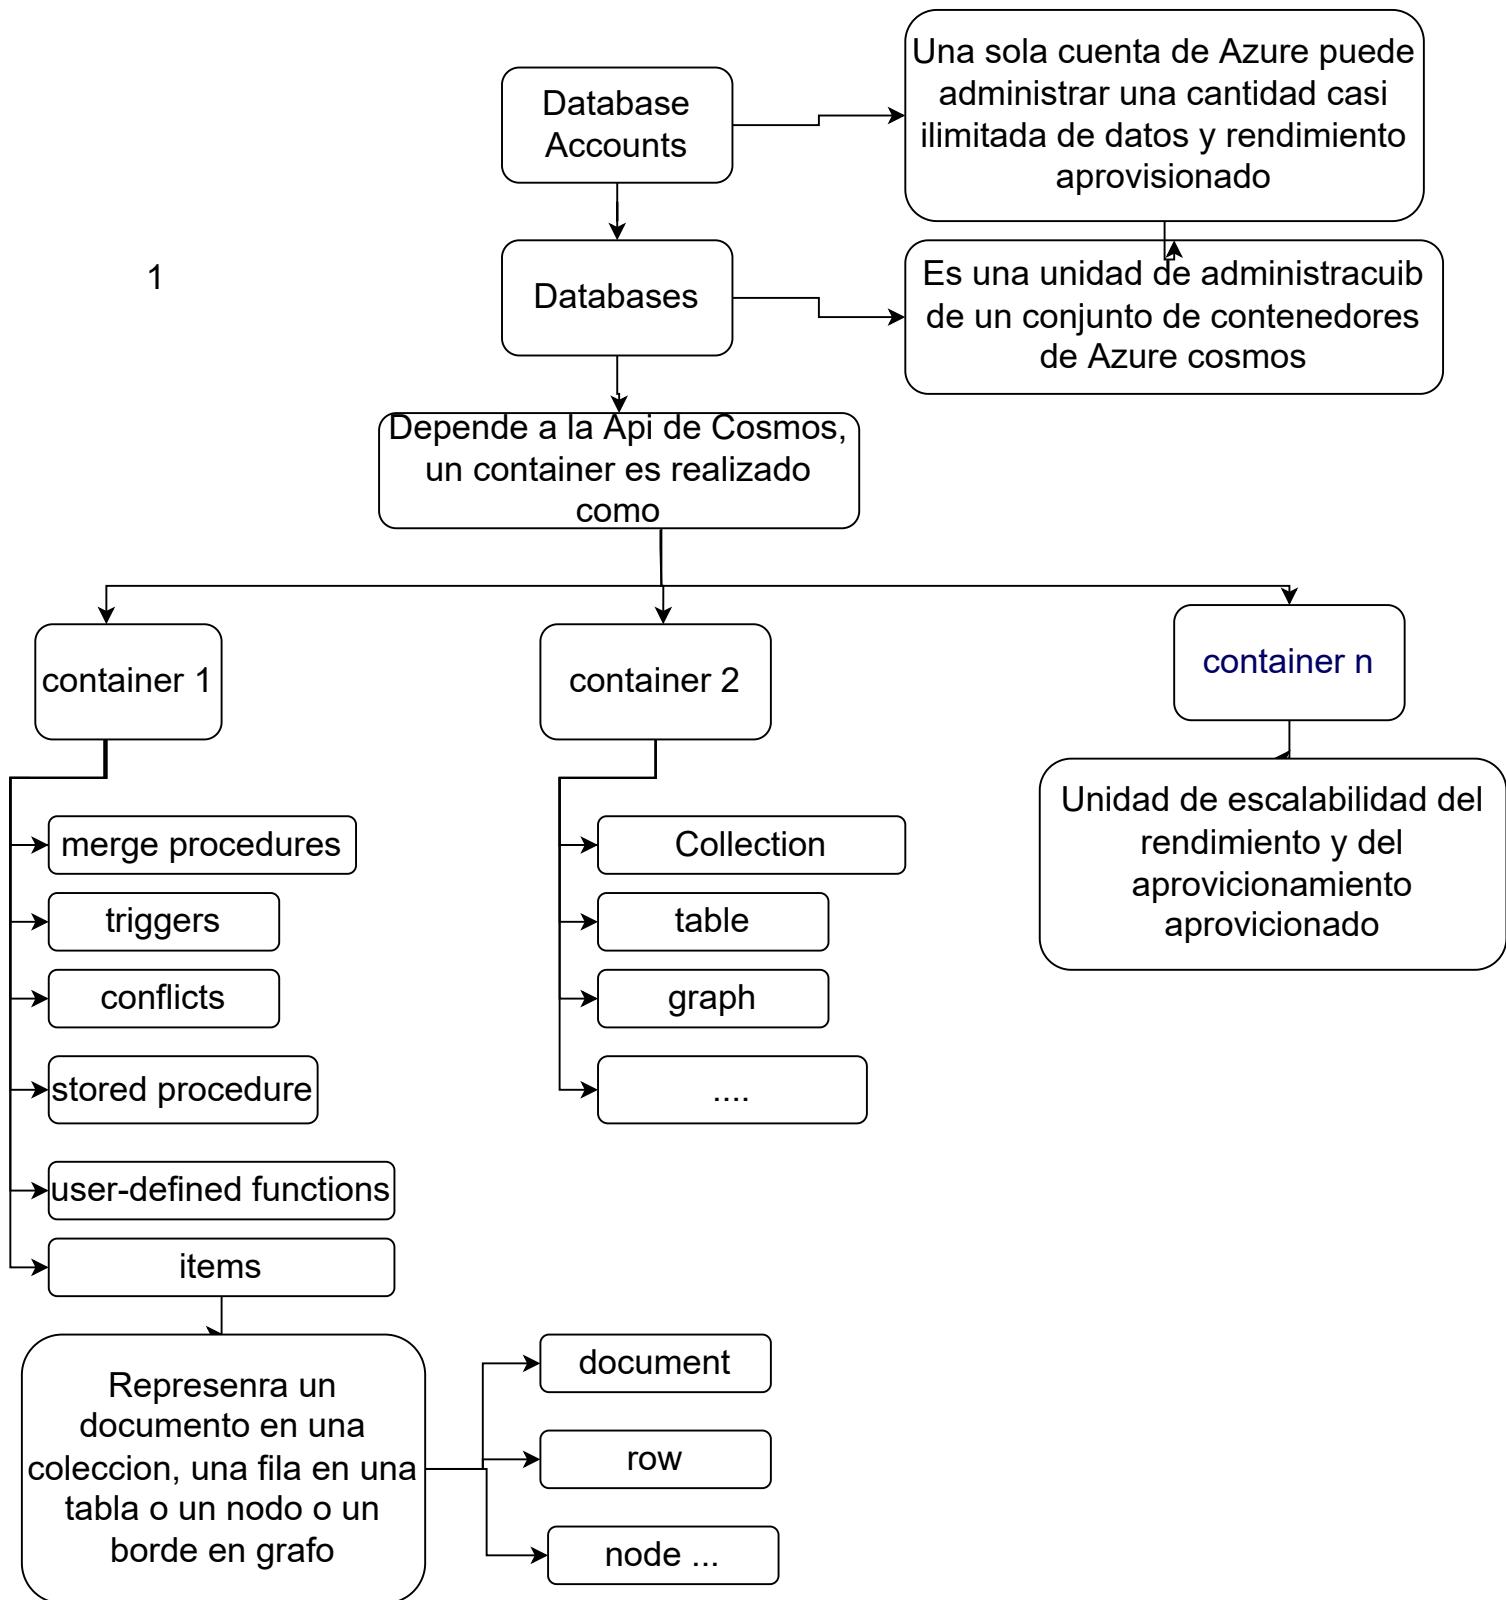 Database
Accounts
Una sola cuenta de Azure puede
administrar una cantidad casi
ilimitada de datos y rendimiento
aprovisionado
1
Databases
Es una unidad de administracuib
de un conjunto de contenedores
de Azure cosmos
Depende a la Api de Cosmos,
un container es realizado
como
container 1
container 2
container n
merge procedures
triggers
conflicts
stored procedure
user-defined functions
items
Collection
table
graph
....
Unidad de escalabilidad del
rendimiento y del
aprovicionamiento
aprovicionado
Represenra un
documento en una
coleccion, una fila en una
tabla o un nodo o un
borde en grafo
document
row
node ...